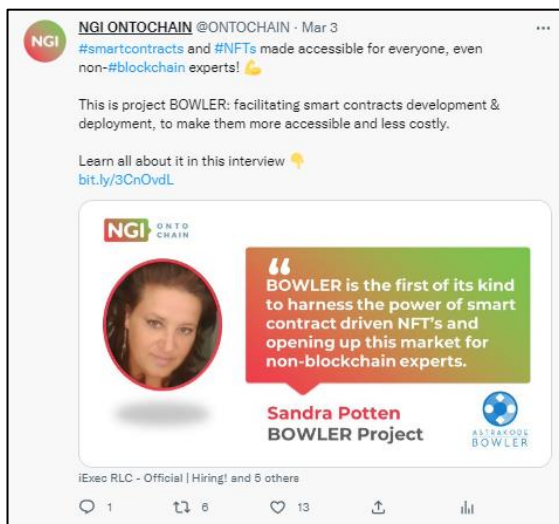 NGI ONTOCHAIN @ONTOCHAIN · Mar 3
NGI
#smartcontracts and #NFTs made accessible for everyone, even
non-#blockchain experts! 💪
This is project BOWLER: facilitating smart contracts development &
deployment, to make them more accessible and less costly.
Learn all about it in this interview 👇
bit.ly/3CnOvdL
NGI ONTO
CHAIN
“
BOWLER is the first of its kind
to harness the power of smart
contract driven NFT's and
opening up this market for
non-blockchain experts.
Sandra Potten
BOWLER Project
ASTRAKODE
BOWLER
iExec RLC - Official | Hiring! and 5 others
1 6 13